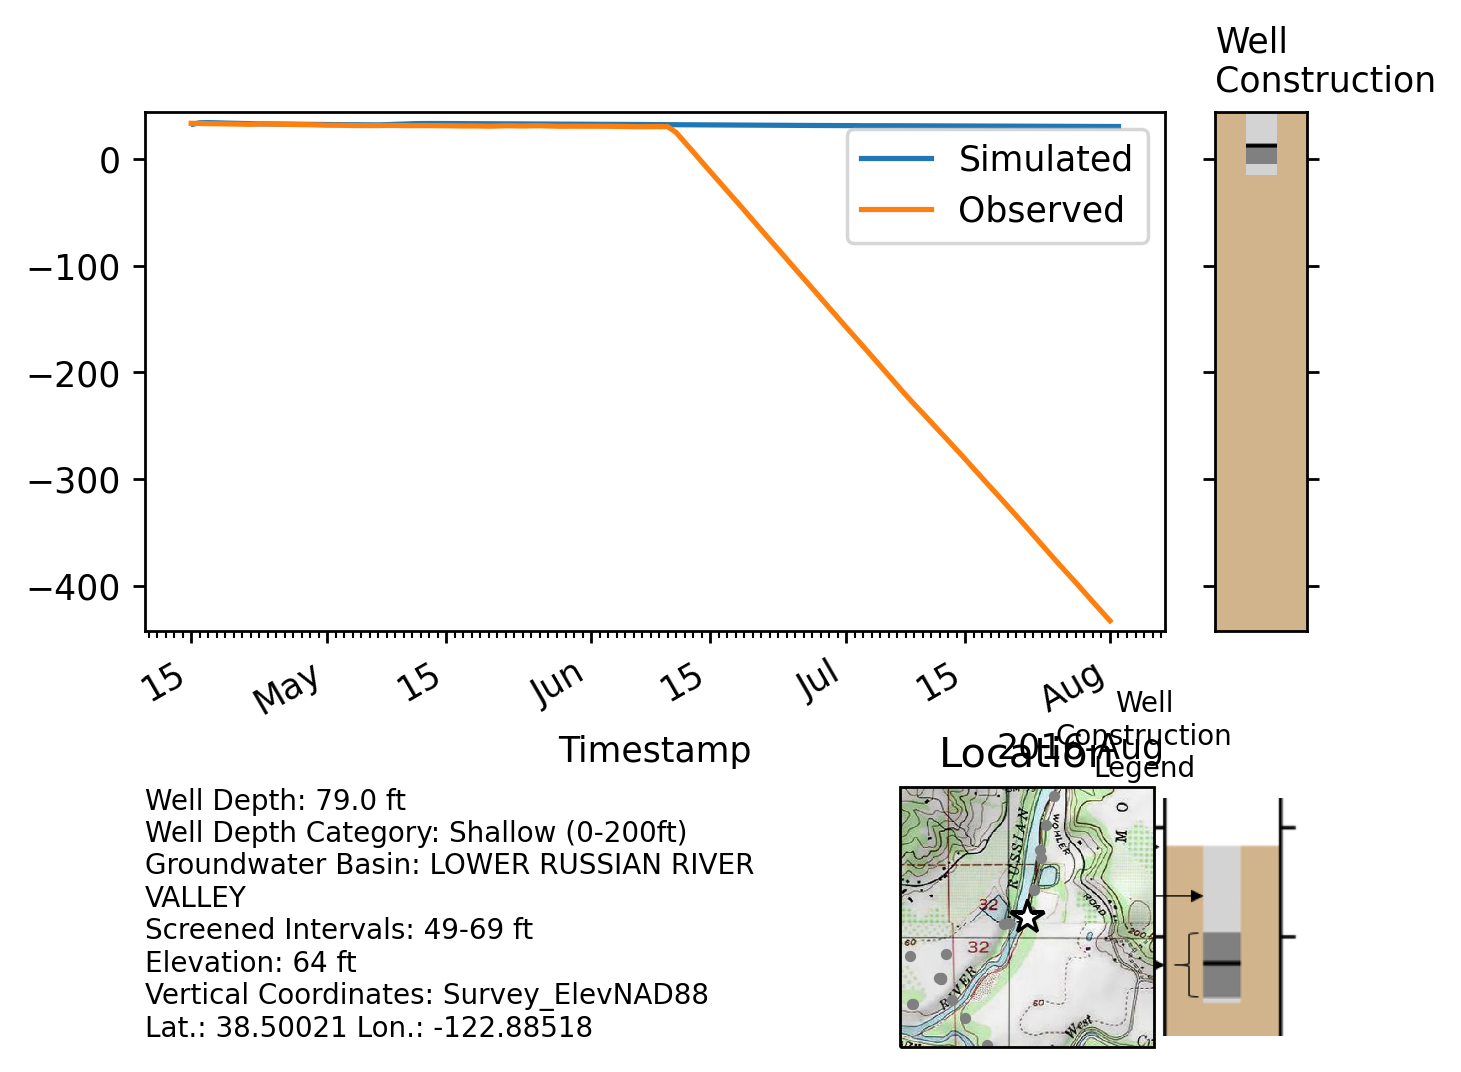 Well
Construction
Simulated
Observed
0
−100
−200
−300
−400
15
May
15
Jun
15
Jul
15
Aug
Timestamp
2016-Aug
Location
Well
Construction
Legend
Well Depth: 79.0 ft
Well Depth Category: Shallow (0-200ft)
Groundwater Basin: LOWER RUSSIAN RIVER
VALLEY
Screened Intervals: 49-69 ft
Elevation: 64 ft
Vertical Coordinates: Survey_ElevNAD88
Lat.: 38.50021 Lon.: -122.88518
RUSSIAN
WOHLER
M O
ROAD
32
32
60
60
RIVER
West